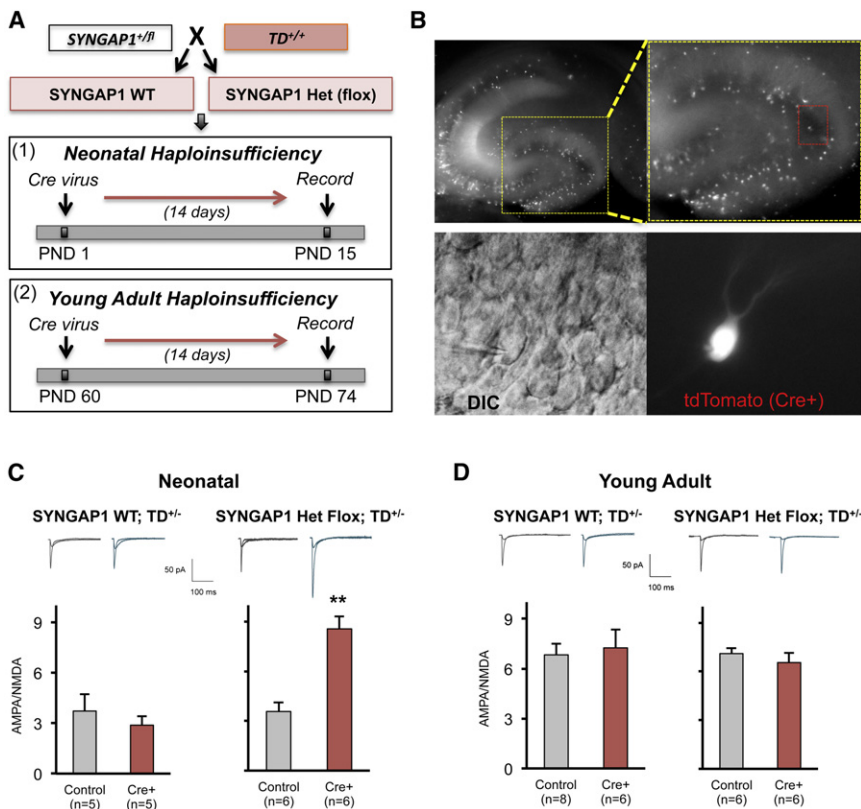 A
SYNGAP1+/fl X TD+/+
SYNGAP1 WT
SYNGAP1 Het (flox)
(1)
Neonatal Haploinsufficiency
Cre virus
Record
(14 days)
PND 1
PND 15
(2)
Young Adult Haploinsufficiency
Cre virus
Record
(14 days)
PND 60
PND 74
B
DIC
tdTomato (Cre+)
C
Neonatal
SYNGAP1 WT; TD+/-
SYNGAP1 Het Flox; TD+/-
50 pA
100 ms
**
AMPA/NMDA
9
6
3
0
Control
(n=5)
Cre+
(n=5)
Control
(n=6)
Cre+
(n=6)
D
Young Adult
SYNGAP1 WT; TD+/-
SYNGAP1 Het Flox; TD+/-
50 pA
100 ms
AMPA/NMDA
9
6
3
0
Control
(n=8)
Cre+
(n=6)
Control
(n=6)
Cre+
(n=6)